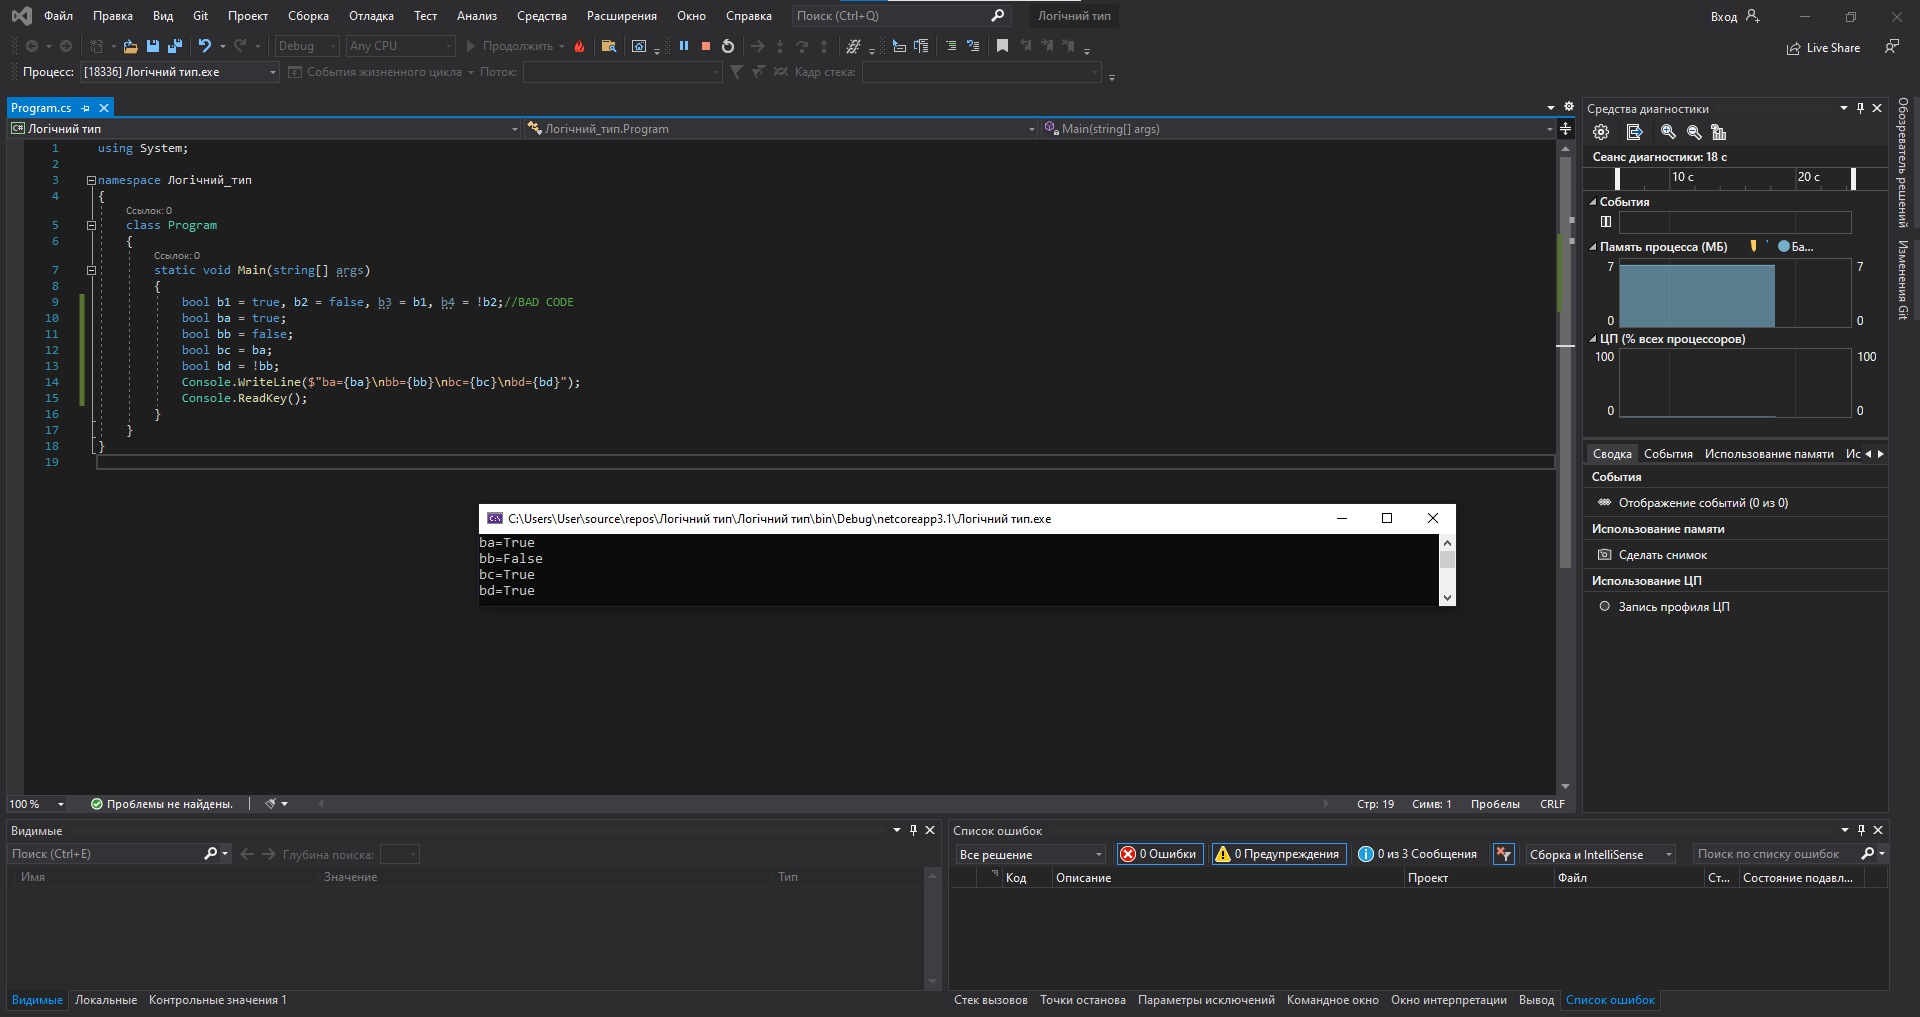 Файл Правка Вид Git Проект Сборка Отладка Тест Анализ Средства Расширения Окно Справка Поиск (Ctrl+Q) Логічний тип Вход
Debug Any CPU Продолжить Live Share
Процесс: [18336] Логічний тип.exe События жизненного цикла Поток: Кадр стека:
Program.cs
C# Логічний тип Логічний_тип.Program Main(string[] args)
1 using System;
2
3 namespace Логічний_тип
4 {
Ссылок: 0
5 class Program
6 {
Ссылок: 0
7 static void Main(string[] args)
8 {
9 bool b1 = true, b2 = false, b3 = b1, b4 = !b2;//BAD CODE
10 bool ba = true;
11 bool bb = false;
12 bool bc = ba;
13 bool bd = !bb;
14 Console.WriteLine($"ba={ba}\nbb={bb}\nbc={bc}\nbd={bd}");
15 Console.ReadKey();
16 }
17 }
18 }
19
C:\Users\User\source\repos\Логічний тип\Логічний тип\bin\Debug\netcoreapp3.1\Логічний тип.exe
ba=True
bb=False
bc=True
bd=True
100 % Проблемы не найдены. Стр: 19 Симв: 1 Пробелы CRLF
Средства диагностики
Сеанс диагностики: 18 с
10 с 20 с
События
Память процесса (МБ) Ба...
7 7
0 0
ЦП (% всех процессоров)
100 100
0 0
Сводка События Использование памяти Ис
События
Отображение событий (0 из 0)
Использование памяти
Сделать снимок
Использование ЦП
Запись профиля ЦП
Обозреватель решений
Изменения Git
Видимые
Поиск (Ctrl+E) Глубина поиска:
Имя Значение Тип
Видимые Локальные Контрольные значения 1
Список ошибок
Все решение 0 Ошибки 0 Предупреждения 0 из 3 Сообщения Сборка и IntelliSense Поиск по списку ошибок
Код Описание Проект Файл Ст... Состояние подавл...
Стек вызовов Точки останова Параметры исключений Командное окно Окно интерпретации Вывод Список ошибок